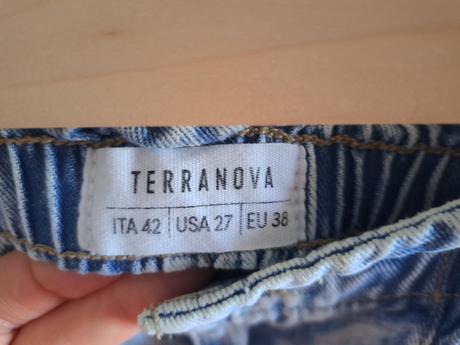 TERRANOVA
ITA 42 | USA 27 | EU 38